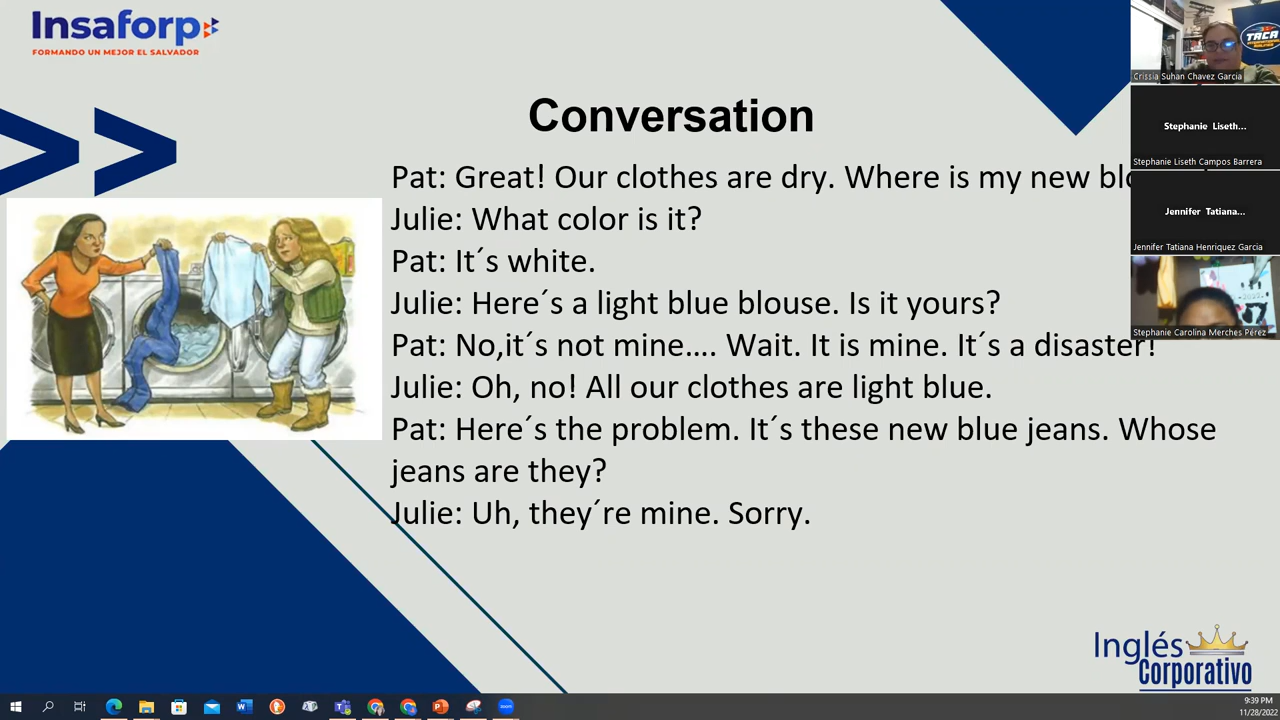 Insaforp
FORMANDO UN MEJOR EL SALVADOR
Conversation
Pat: Great! Our clothes are dry. Where is my new
Julie: What color is it?
Pat: It´s white.
Julie: Here´s a light blue blouse. Is it yours?
Pat: No,it´s not mine…. Wait. It is mine. It´s a disaster!
Julie: Oh, no! All our clothes are light blue.
Pat: Here´s the problem. It´s these new blue jeans. Whose
jeans are they?
Julie: Uh, they´re mine. Sorry.
TACA
Crissia Suhan Chavez Garcia
Stephanie Liseth...
Stephanie Liseth Campos Barrera
Jennifer Tatiana...
Jennifer Tatiana Henriquez Garcia
Stephanie Carolina Merches Pérez
Inglés
Corporativo
9:39 PM
11/28/2022